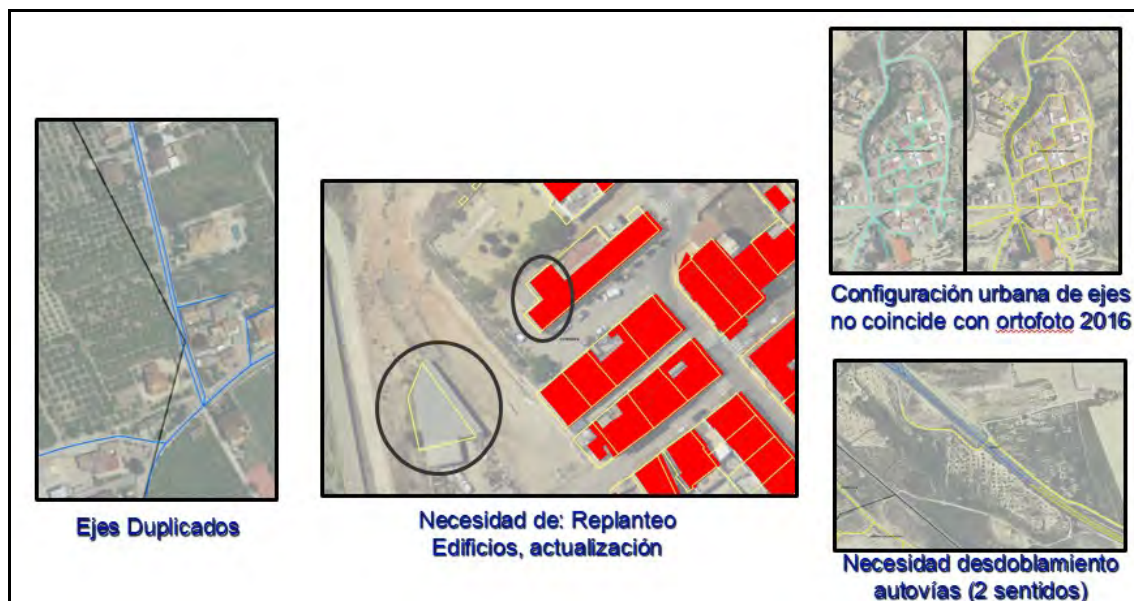 Ejes Duplicados
Necesidad de: Replanteo
Edificios, actualización
Configuración urbana de ejes
no coincide con ortofoto 2016
Necesidad desdoblamiento
autovías (2 sentidos)